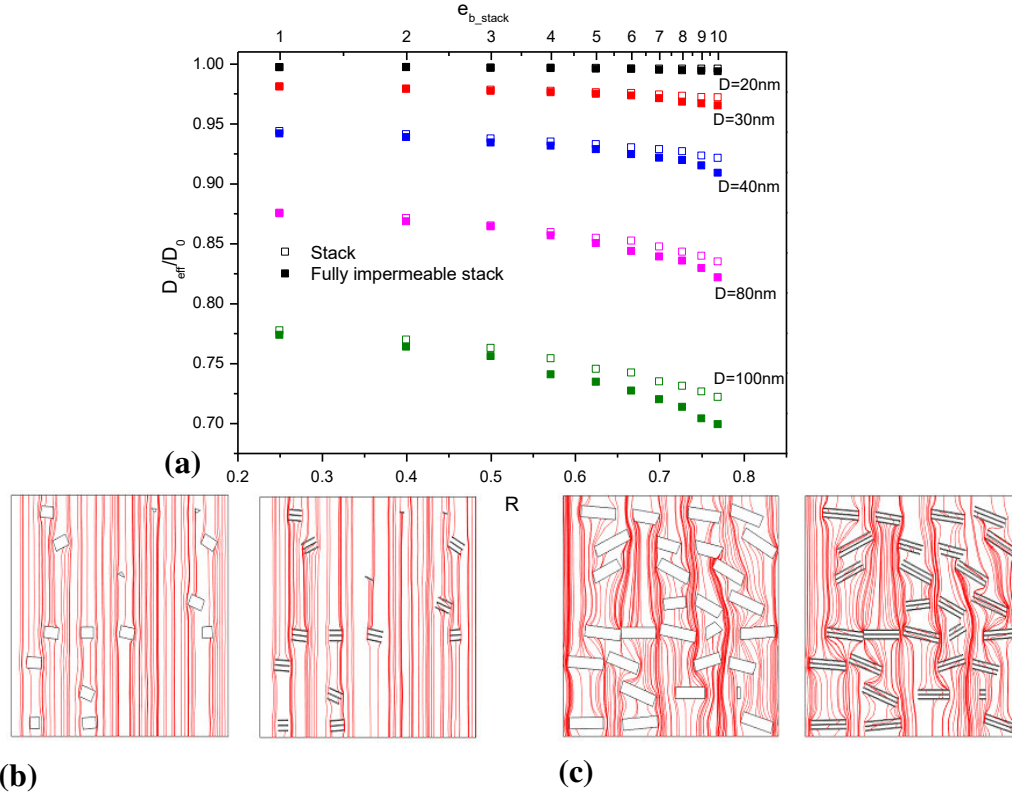 e_b_stack
1 2 3 4 5 6 7 8 9 10
1.00
0.95
0.90
0.85
0.80
0.75
0.70
D_eff/D_0
D=20nm
D=30nm
D=40nm
D=80nm
D=100nm
Stack
Fully impermeable stack
(a)
0.2 0.3 0.4 0.5 0.6 0.7 0.8
R
(b)
(c)